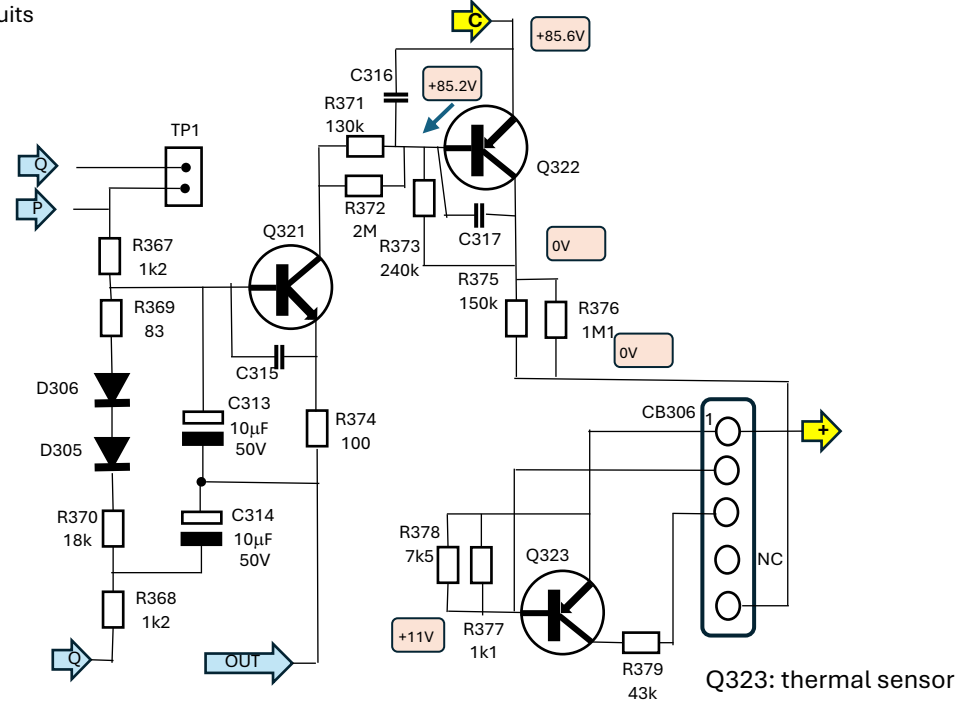 uits
C
+85.6V
C316
+85.2V
R371
130k
TP1
Q
Q322
P
R372
2M
C317
Q321
R373
240k
0V
R367
1k2
R375
150k
R376
1M1
R369
83
0V
C315
D306
C313
10µF
50V
CB306
1
+
R374
100
D305
R370
18k
C314
10µF
50V
R378
7k5
Q323
NC
R368
1k2
+11V
R377
1k1
Q
OUT
R379
43k
Q323: thermal sensor